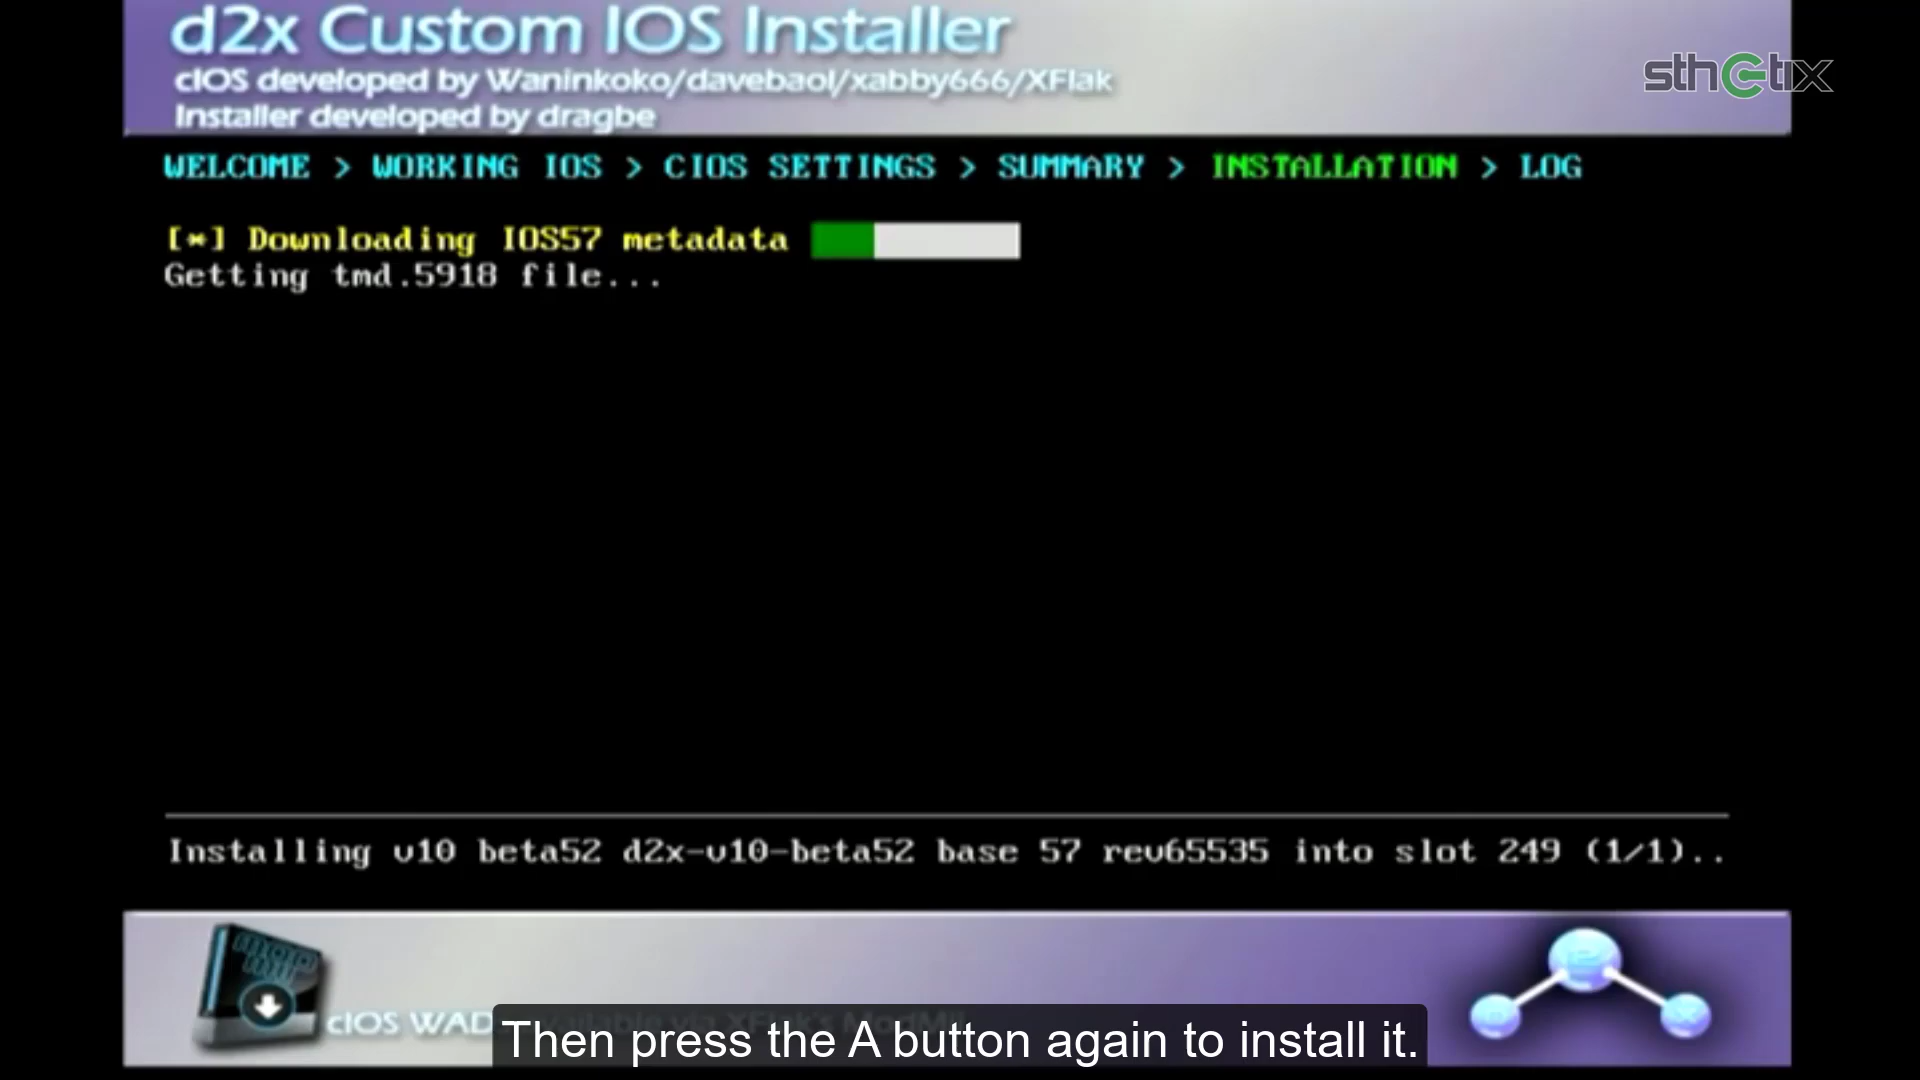 d2x Custom IOS Installer
cIOS developed by Waninkoko/davebaol/xabby666/XFlak
Installer developed by dragbe
sthetix
WELCOME > WORKING IOS > CIOS SETTINGS > SUMMARY > INSTALLATION > LOG
[*] Downloading IOS57 metadata
Getting tmd.5918 file...
Installing v10 beta52 d2x-v10-beta52 base 57 rev65535 into slot 249 (1/1)..
cIOS WAD
Then press the A button again to install it.